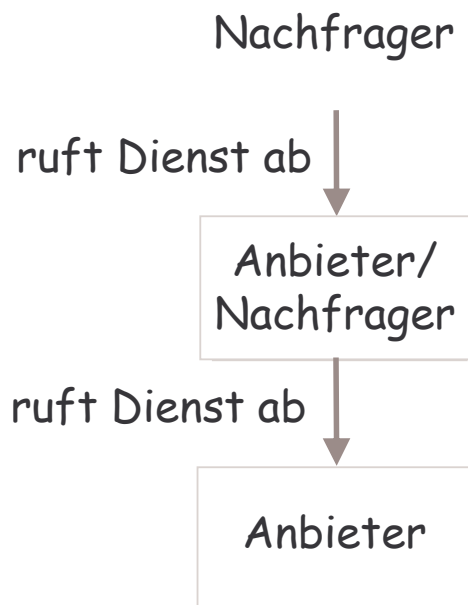 Nachfrager
ruft Dienst ab
Anbieter/
Nachfrager
ruft Dienst ab
Anbieter